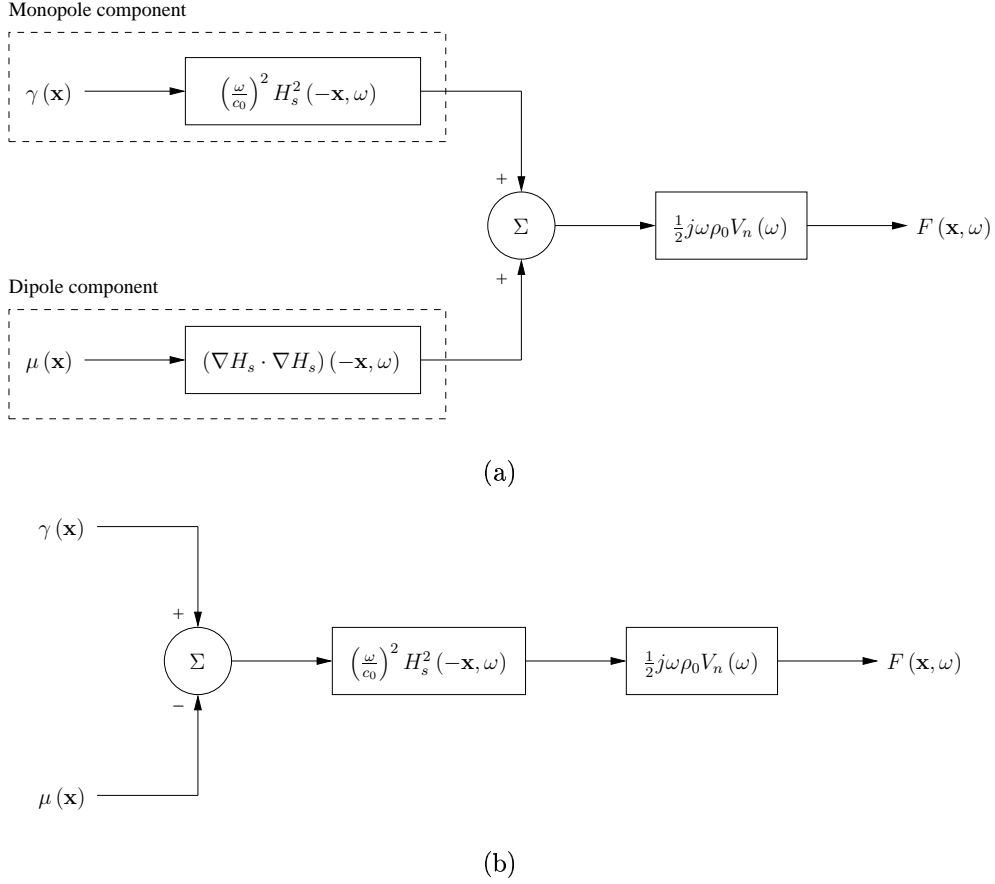 Monopole component
γ (x) (ω/c₀)² H_s² (−x, ω)
+
Σ ½jωρ₀V_n (ω) F (x, ω)
+
Dipole component
μ (x) (∇H_s · ∇H_s) (−x, ω)
(a)
γ (x)
+
Σ (ω/c₀)² H_s² (−x, ω) ½jωρ₀V_n (ω) F (x, ω)
−
μ (x)
(b)